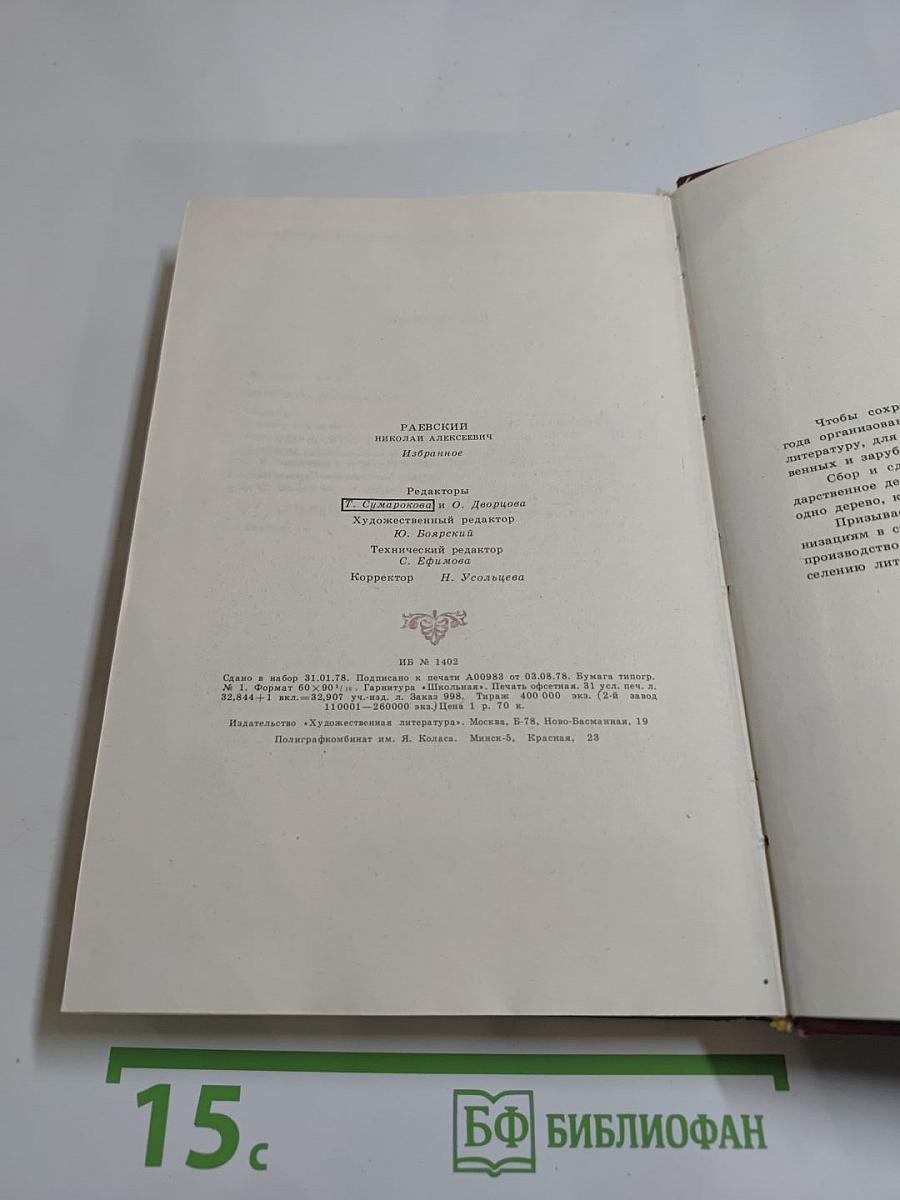 РАЕВСКИЙ
НИКОЛАЙ АЛЕКСЕЕВИЧ
Избранное
Редакторы
Т. Сумарокова и О. Дворцова
Художественный редактор
Ю. Боярский
Технический редактор
С. Ефимова
Корректор Н. Усольцева
ИБ № 1402
Сдано в набор 31.01.78. Подписано к печати А00983 от 03.08.78. Бумага типогр.
№ 1. Формат 60×90 1/16. Гарнитура «Школьная». Печать офсетная. 31 усл. печ. л.
32,844+1 вкл.=32,907 уч.-изд. л. Заказ 998. Тираж 400 000 экз. (2-й завод
110001—260000 экз.) Цена 1 р. 70 к.
Издательство «Художественная литература». Москва, Б-78, Ново-Басманная, 19
Полиграфкомбинат им. Я. Коласа. Минск-5, Красная, 23
Чтобы сохр
года организован
литературу, для
венных и заруб
Сбор и сд
дарственное де
одно дерево, к
Призывае
низациям в с
производство
селению лит
15 с
БФ БИБЛИОФАН